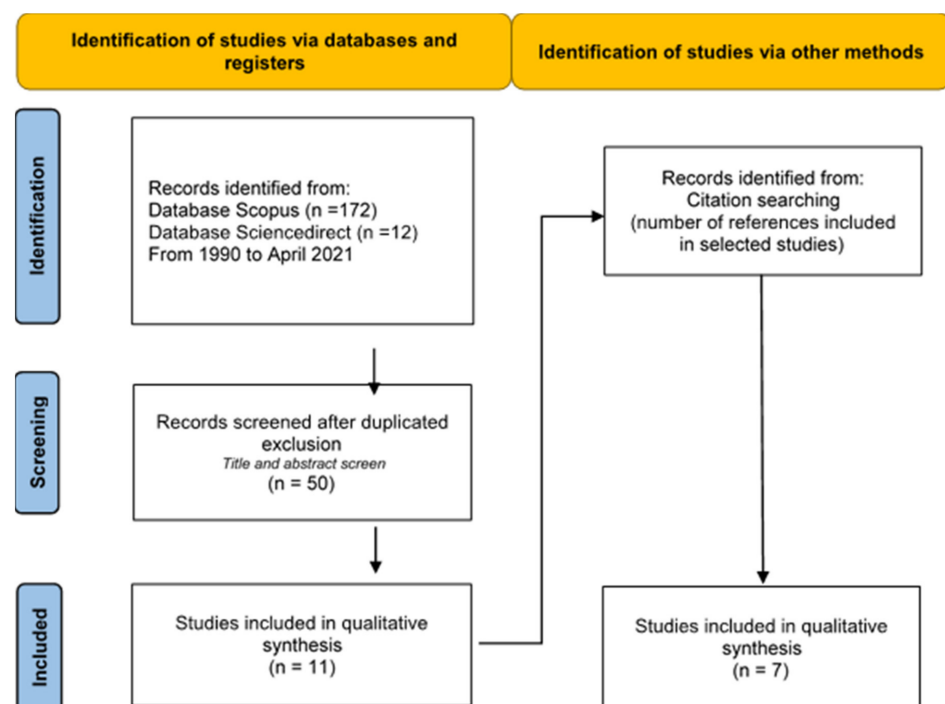 Identification of studies via databases and
registers
Identification of studies via other methods
Identification
Records identified from:
Database Scopus (n =172)
Database Sciencedirect (n =12)
From 1990 to April 2021
Records identified from:
Citation searching
(number of references included
in selected studies)
Screening
Records screened after duplicated
exclusion
Title and abstract screen
(n = 50)
Included
Studies included in qualitative
synthesis
(n = 11)
Studies included in qualitative
synthesis
(n = 7)